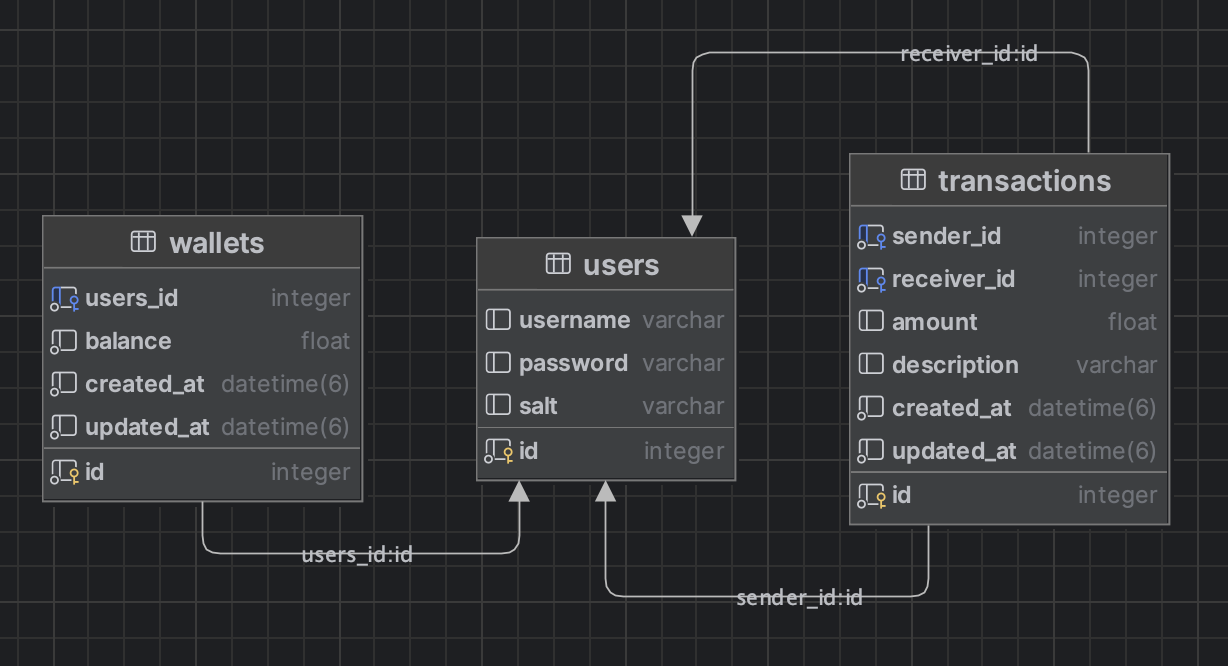 receiver_id:id
transactions
sender_id integer
receiver_id integer
amount float
description varchar
created_at datetime(6)
updated_at datetime(6)
id integer
wallets
users_id integer
balance float
created_at datetime(6)
updated_at datetime(6)
id integer
users
username varchar
password varchar
salt varchar
id integer
users_id:id
sender_id:id